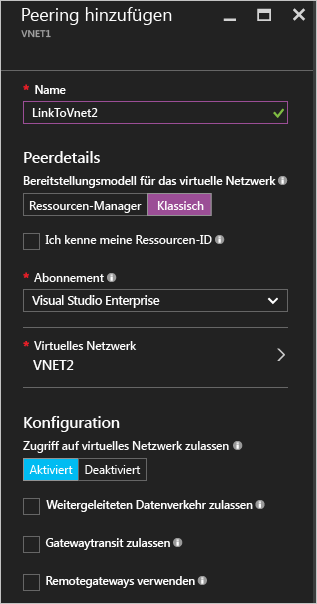 Peering hinzufügen
VNET1
* Name
LinkToVnet2
Peerdetails
Bereitstellungsmodell für das virtuelle Netzwerk
Ressourcen-Manager Klassisch
Ich kenne meine Ressourcen-ID
* Abonnement
Visual Studio Enterprise
* Virtuelles Netzwerk
VNET2
Konfiguration
Zugriff auf virtuelles Netzwerk zulassen
Aktiviert Deaktiviert
Weitergeleiteten Datenverkehr zulassen
Gatewaytransit zulassen
Remotegateways verwenden